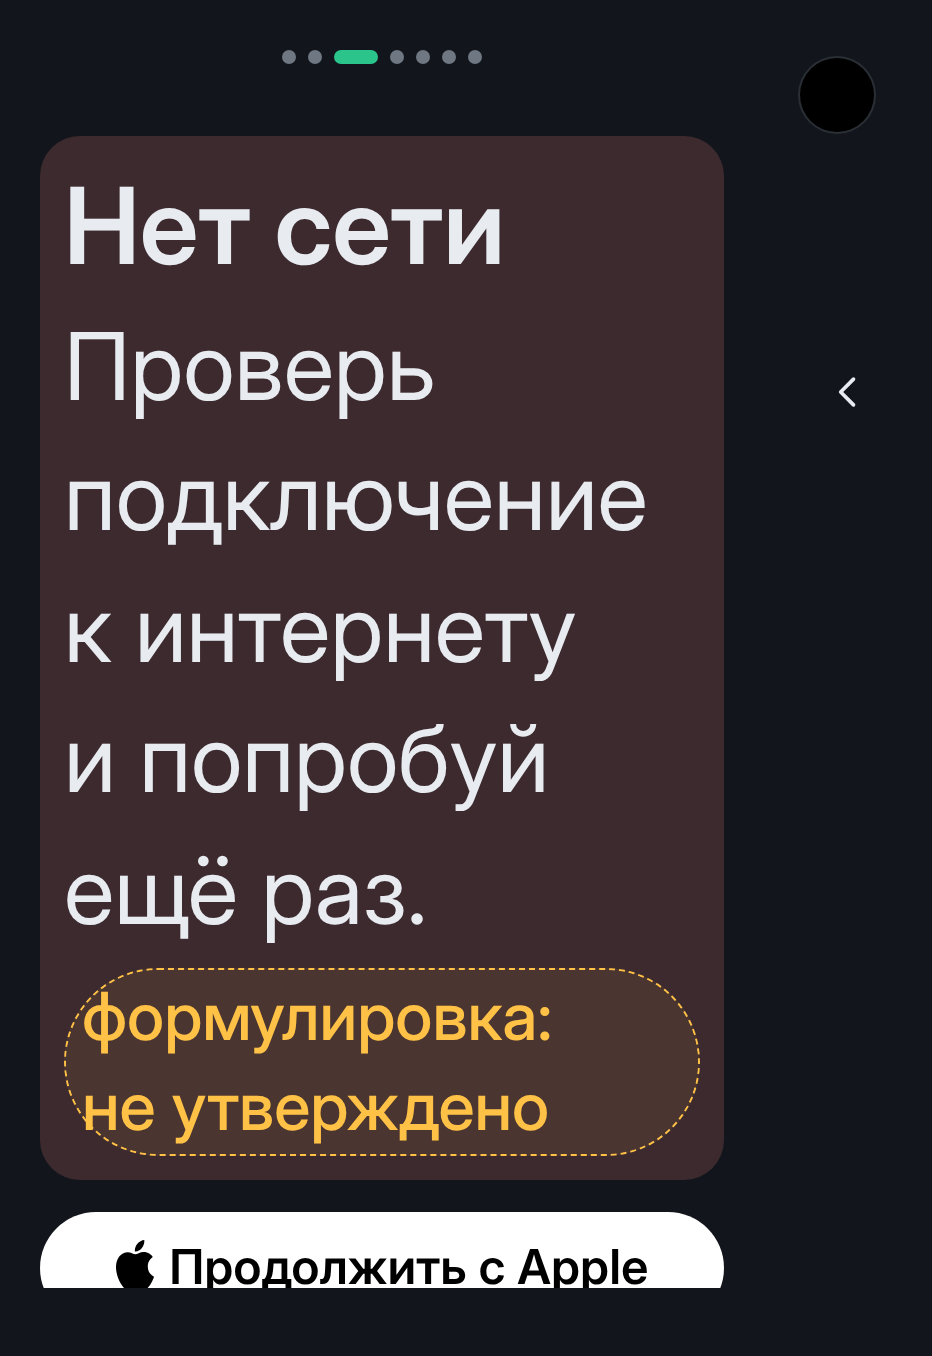 Нет сети
Проверь
подключение
к интернету
и попробуй
ещё раз.
формулировка:
не утверждено
Продолжить с Apple